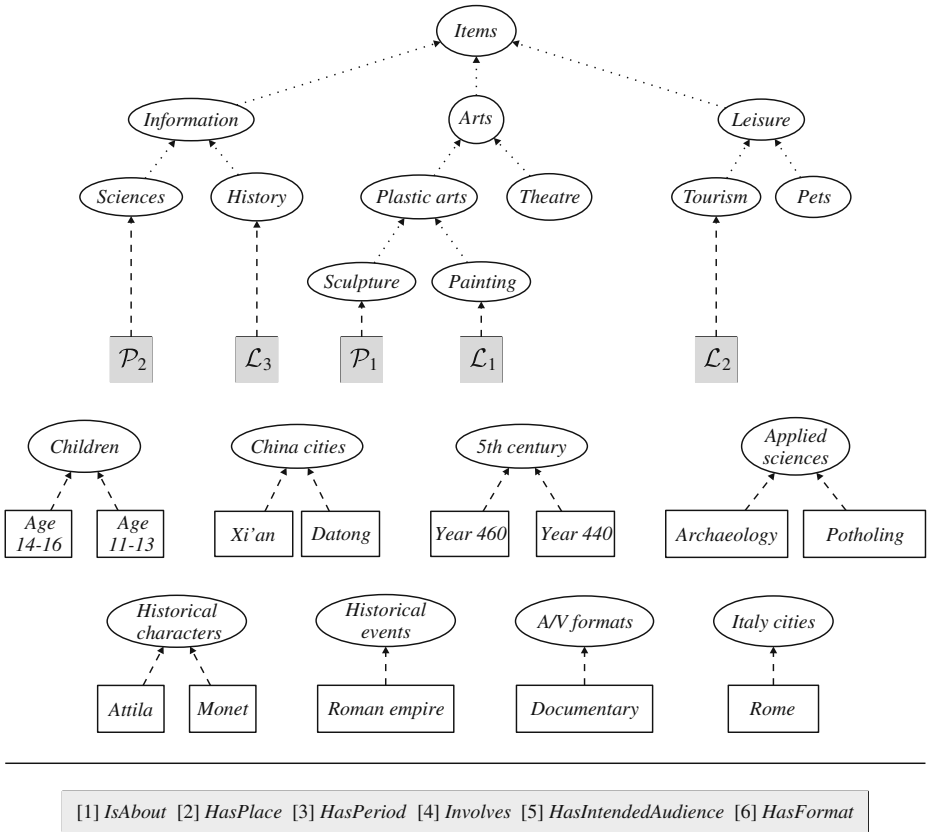 Items
Information
Arts
Leisure
Sciences
History
Plastic arts
Theatre
Tourism
Pets
Sculpture
Painting
𝒫2
ℒ3
𝒫1
ℒ1
ℒ2
Children
China cities
5th century
Applied
sciences
Age
14-16
Age
11-13
Xi'an
Datong
Year 460
Year 440
Archaeology
Potholing
Historical
characters
Historical
events
A/V formats
Italy cities
Attila
Monet
Roman empire
Documentary
Rome
[1] IsAbout [2] HasPlace [3] HasPeriod [4] Involves [5] HasIntendedAudience [6] HasFormat